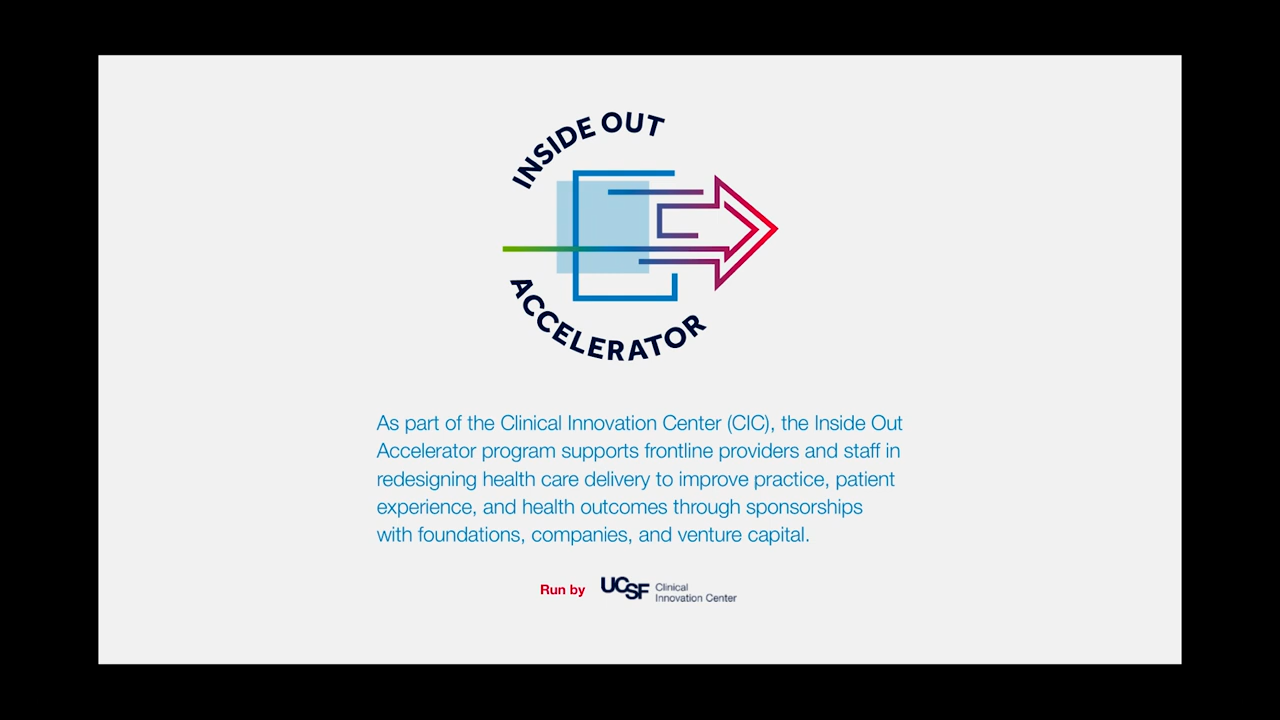 INSIDE OUT
ACCELERATOR
As part of the Clinical Innovation Center (CIC), the Inside Out
Accelerator program supports frontline providers and staff in
redesigning health care delivery to improve practice, patient
experience, and health outcomes through sponsorships
with foundations, companies, and venture capital.
Run by UCSF Clinical
Innovation Center